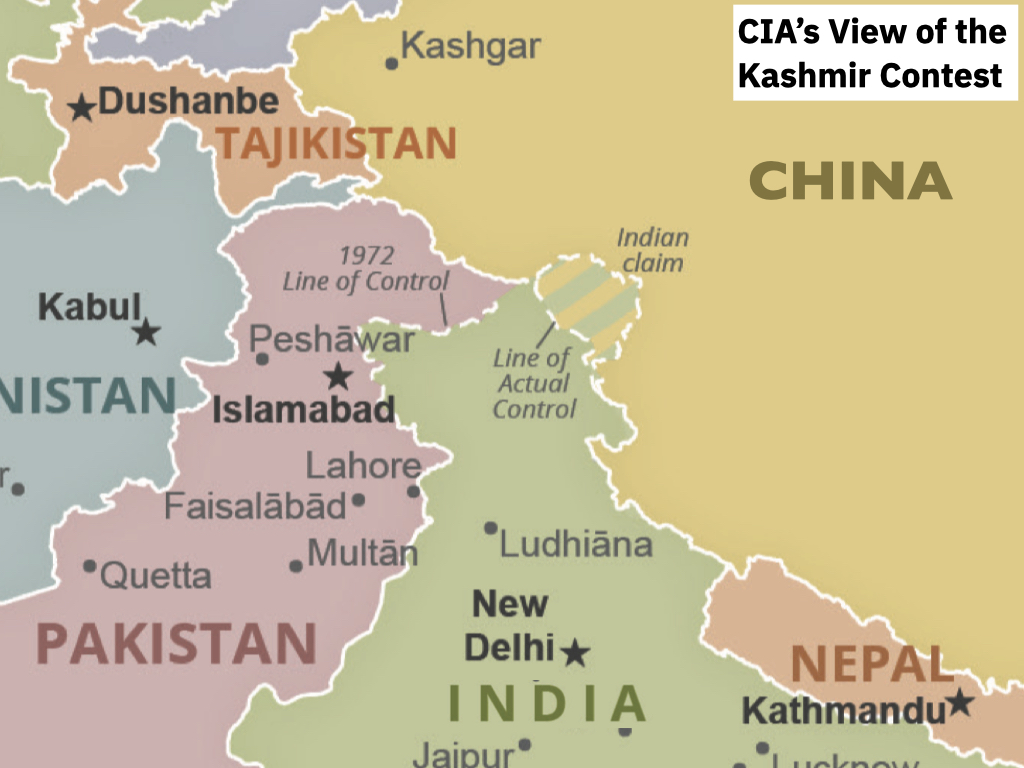 CIA’s View of the
Kashmir Contest
Kashgar
Dushanbe
TAJIKISTAN
CHINA
Indian
claim
1972
Line of Control
Kabul
Peshāwar
Line of
Actual
Control
NISTAN
Islamabad
Lahore
r
Faisalābād
Ludhiāna
Multān
Quetta
New
Delhi
PAKISTAN
NEPAL
INDIA
Kathmandu
Jaipur
Lucknow